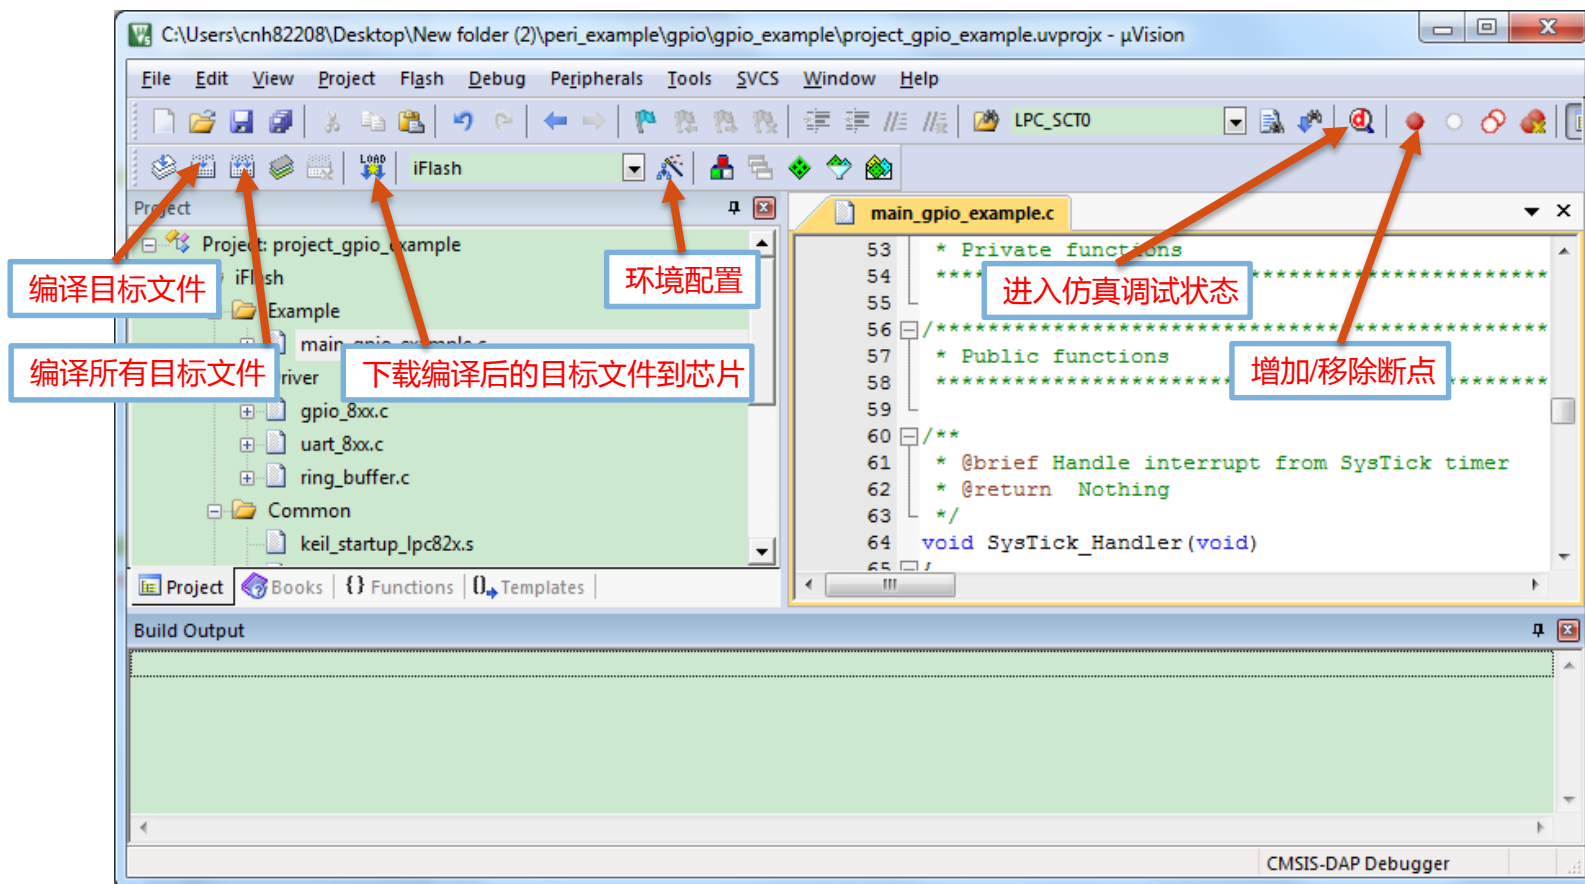 C:\Users\cnh82208\Desktop\New folder (2)\peri_example\gpio\gpio_example\project_gpio_example.uvprojx - µVision
File Edit View Project Flash Debug Peripherals Tools SVCS Window Help
LPC_SCT0
LOAD
iFlash
Project
main_gpio_example.c
Project: project_gpio_example
iFlash
Example
main_gpio_example.c
gpio_8xx.c
uart_8xx.c
ring_buffer.c
Common
keil_startup_lpc82x.s
编译目标文件
编译所有目标文件
下载编译后的目标文件到芯片
环境配置
进入仿真调试状态
增加/移除断点
53 * Private functions
54 ************************************************
55
56 /************************************************
57 * Public functions
58 ************************************************
59
60 /**
61 * @brief Handle interrupt from SysTick timer
62 * @return Nothing
63 */
64 void SysTick_Handler(void)
65 {
Project Books {} Functions Templates
Build Output
CMSIS-DAP Debugger